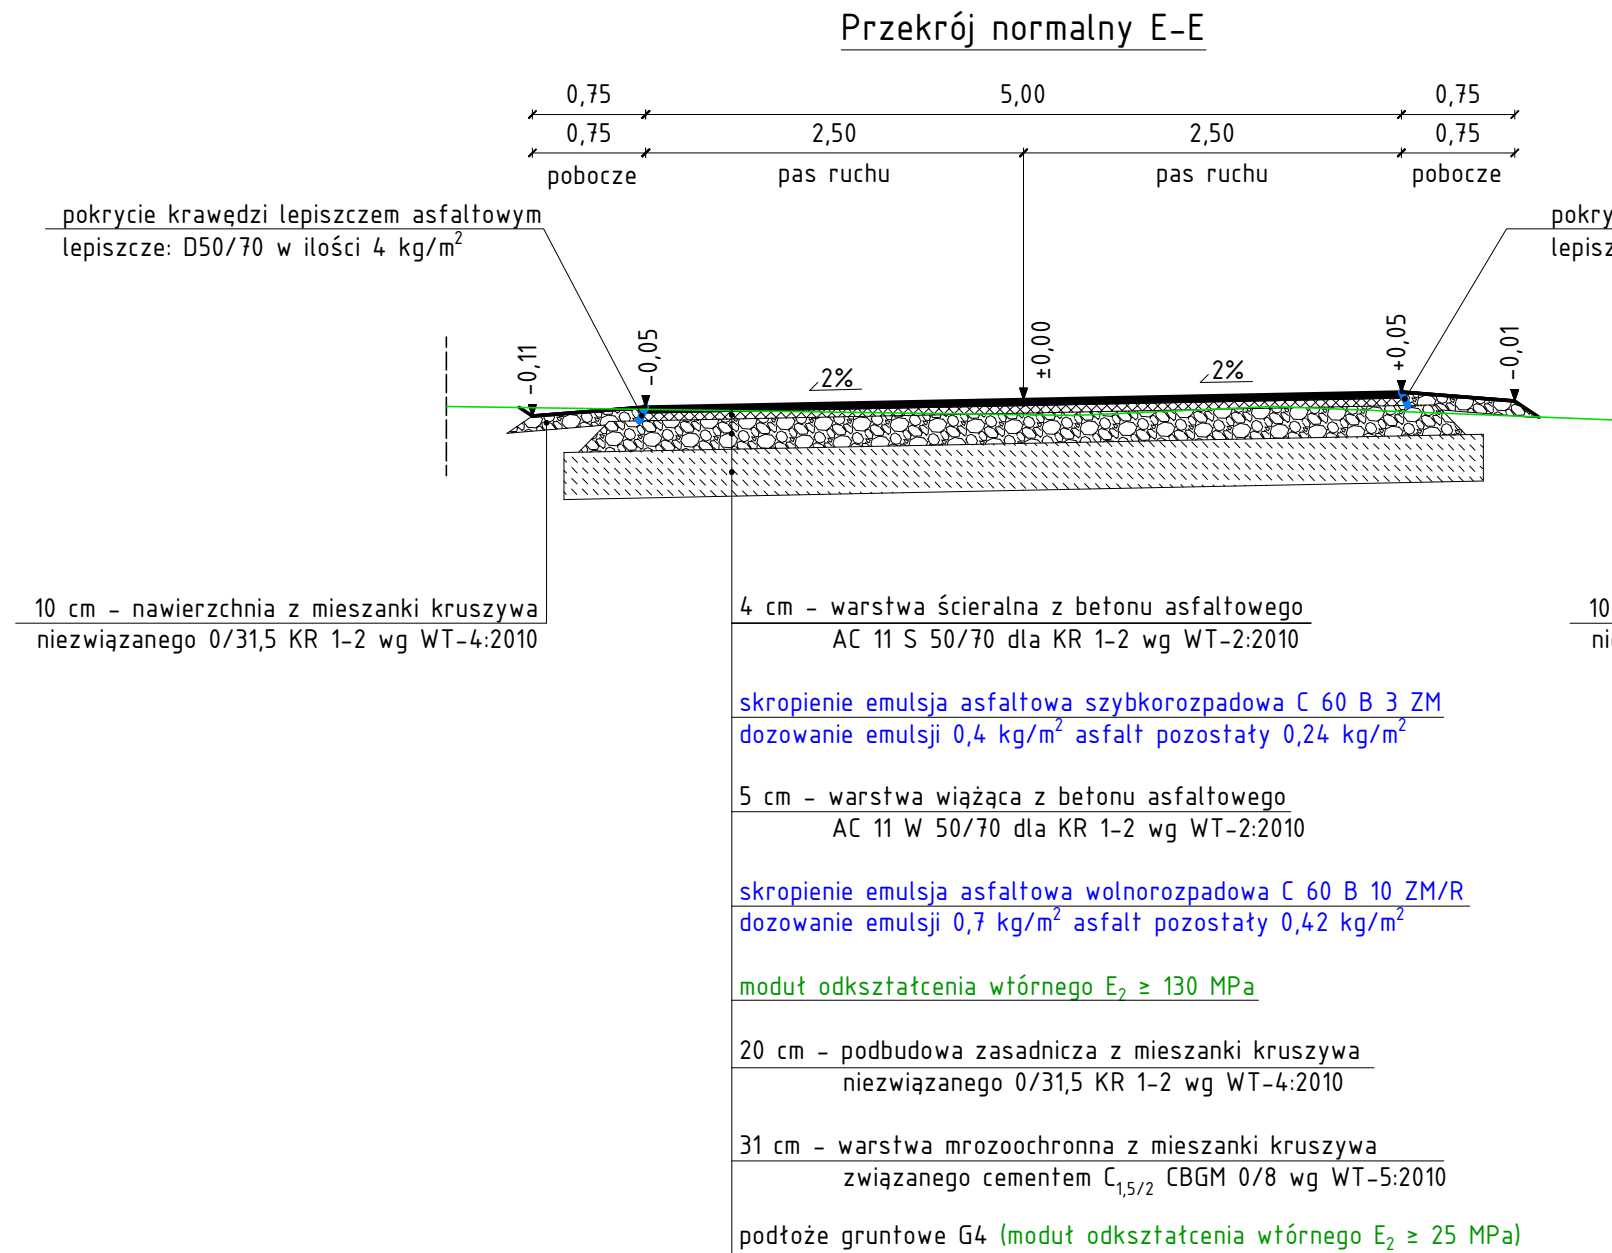 Przekrój normalny E-E
0,75 5,00 0,75
0,75 2,50 2,50 0,75
pobocze pas ruchu pas ruchu pobocze
pokrycie krawędzi lepiszczem asfaltowym
lepiszcze: D50/70 w ilości 4 kg/m²
-0,11
-0,05
±0,00
+0,05
-0,01
2%
2%
10 cm - nawierzchnia z mieszanki kruszywa
niezwiązanego 0/31,5 KR 1-2 wg WT-4:2010
4 cm - warstwa ścieralna z betonu asfaltowego
AC 11 S 50/70 dla KR 1-2 wg WT-2:2010
skropienie emulsja asfaltowa szybkorozpadowa C 60 B 3 ZM
dozowanie emulsji 0,4 kg/m² asfalt pozostały 0,24 kg/m²
5 cm - warstwa wiążąca z betonu asfaltowego
AC 11 W 50/70 dla KR 1-2 wg WT-2:2010
skropienie emulsja asfaltowa wolnorozpadowa C 60 B 10 ZM/R
dozowanie emulsji 0,7 kg/m² asfalt pozostały 0,42 kg/m²
moduł odkształcenia wtórnego E₂ ≥ 130 MPa
20 cm - podbudowa zasadnicza z mieszanki kruszywa
niezwiązanego 0/31,5 KR 1-2 wg WT-4:2010
31 cm - warstwa mrozoochronna z mieszanki kruszywa
związanego cementem C₁,₅/₂ CBGM 0/8 wg WT-5:2010
podłoże gruntowe G4 (moduł odkształcenia wtórnego E₂ ≥ 25 MPa)
10